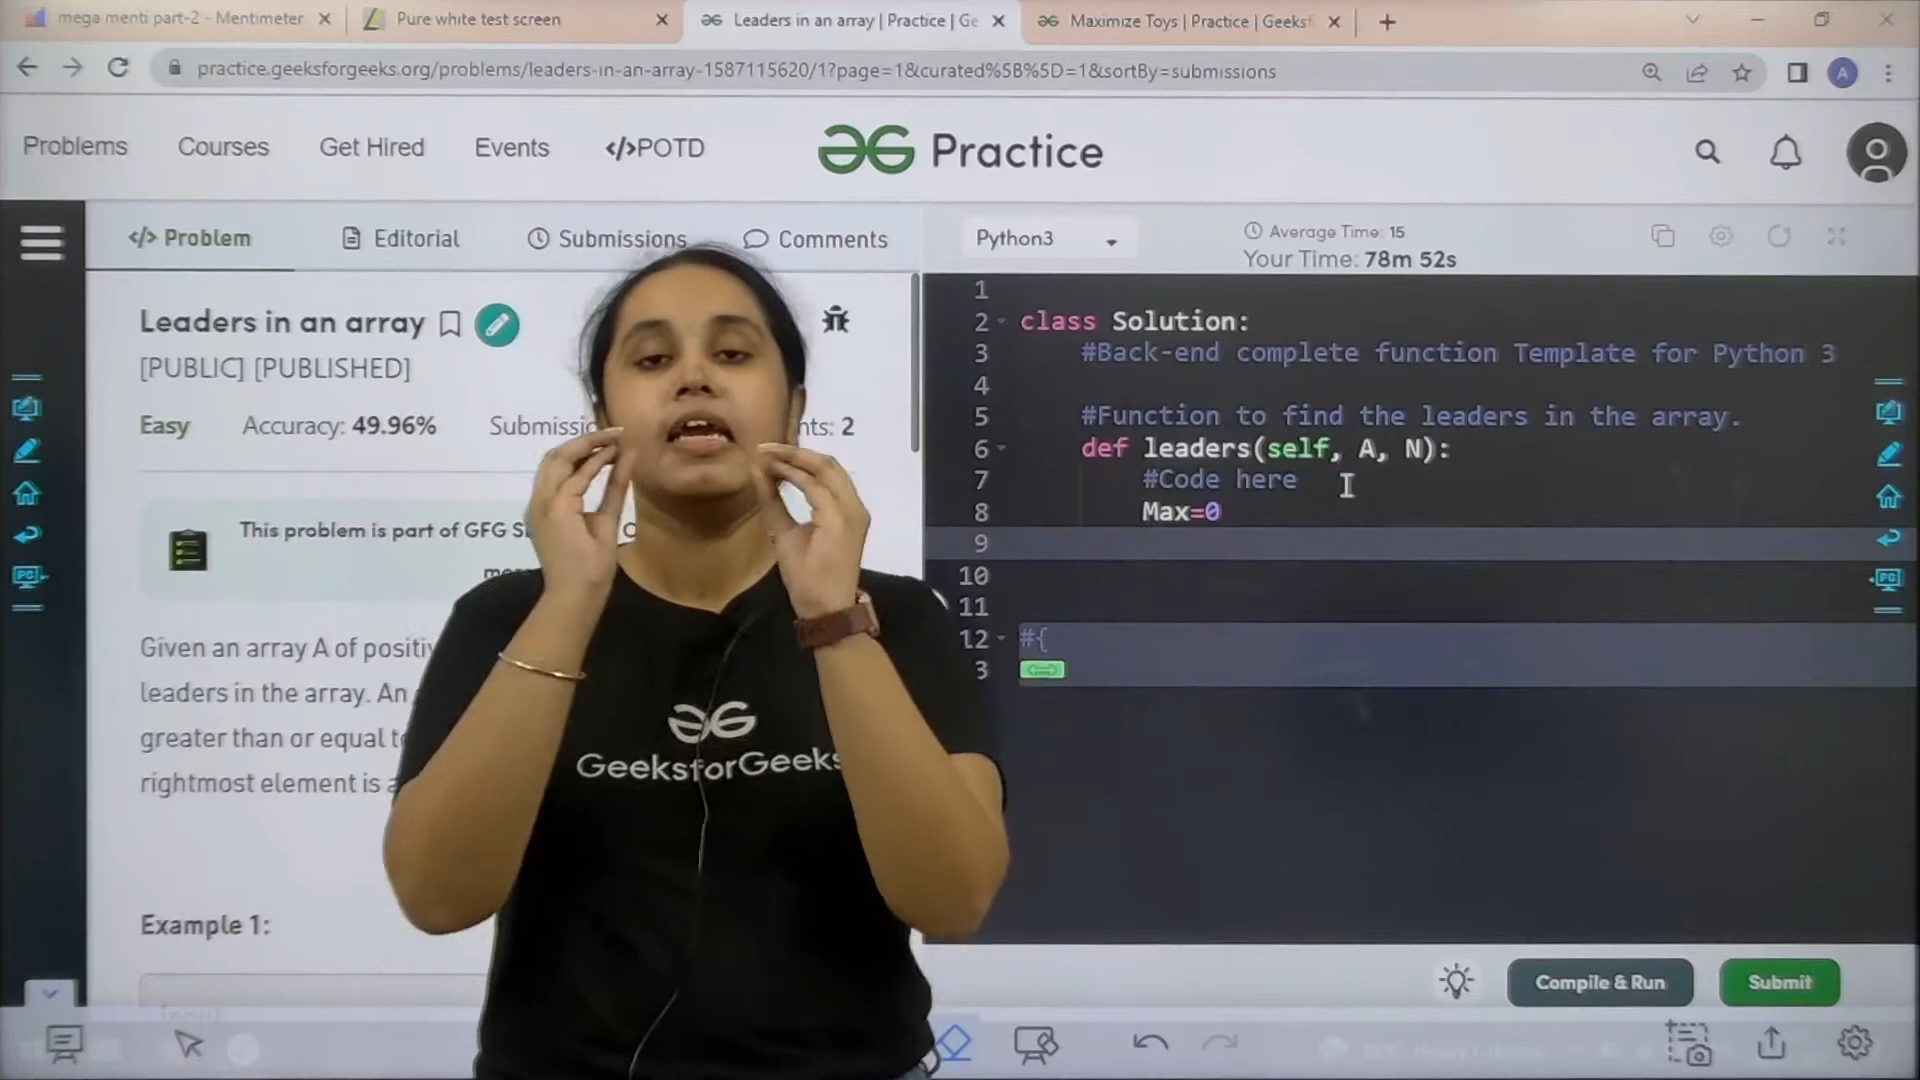 mega menti part-2 - Mentimeter
Pure white test screen
Leaders in an array | Practice | Ge
Maximize Toys | Practice | Geeksf
practice.geeksforgeeks.org/problems/leaders-in-an-array-1587115620/1?page=1&curated%5B%5D=1&sortBy=submissions
A
Problems
Courses
Get Hired
Events
</>POTD
Practice
</> Problem
Editorial
Submissions
Comments
Python3
Average Time: 15
Your Time: 78m 52s
Leaders in an array
[PUBLIC] [PUBLISHED]
Easy
Accuracy: 49.96%
nts: 2
This problem is part of GFG
Given an array A of
leaders in the array. An
greater than or equal
rightmost element is
Example 1:
1
2 class Solution:
3 #Back-end complete function Template for Python 3
4
5 #Function to find the leaders in the array.
6 def leaders(self, A, N):
7 #Code here
8 Max=0
9
10
11
12 #{
3
PC
PC
GeeksforGeeks
Compile & Run
Submit